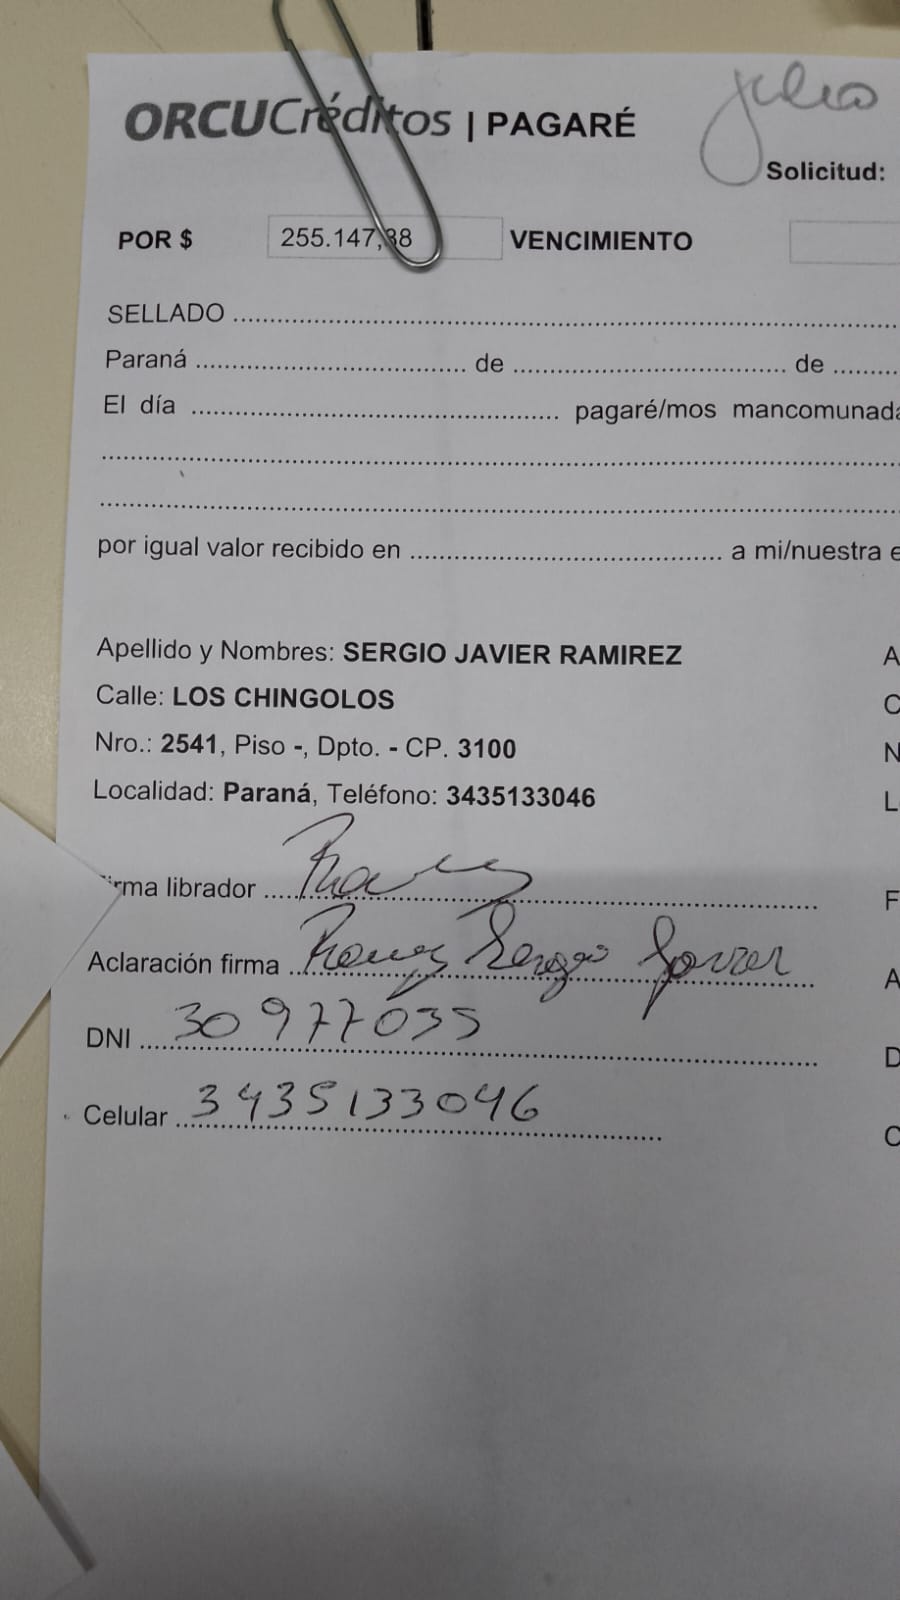 Julio
ORCUCréditos | PAGARÉ
Solicitud:
POR $ 255.147,38 VENCIMIENTO
SELLADO
Paraná ........ de ........ de ........
El día ........ pagaré/mos mancomunada
por igual valor recibido en ........ a mi/nuestra e
Apellido y Nombres: SERGIO JAVIER RAMIREZ A
Calle: LOS CHINGOLOS C
Nro.: 2541, Piso -, Dpto. - CP. 3100 N
Localidad: Paraná, Teléfono: 3435133046 L
irma librador ........ F
Aclaración firma Ramirez Sergio Javier A
DNI 30977035 D
Celular 3435133046 C